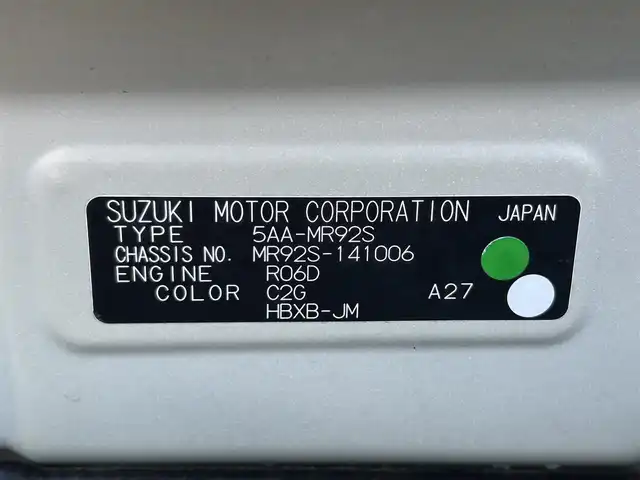 SUZUKI MOTOR CORPORATION JAPAN
TYPE 5AA-MR92S
CHASSIS NO. MR92S-141006
ENGINE R06D
COLOR C2G A27
HBXB-JM